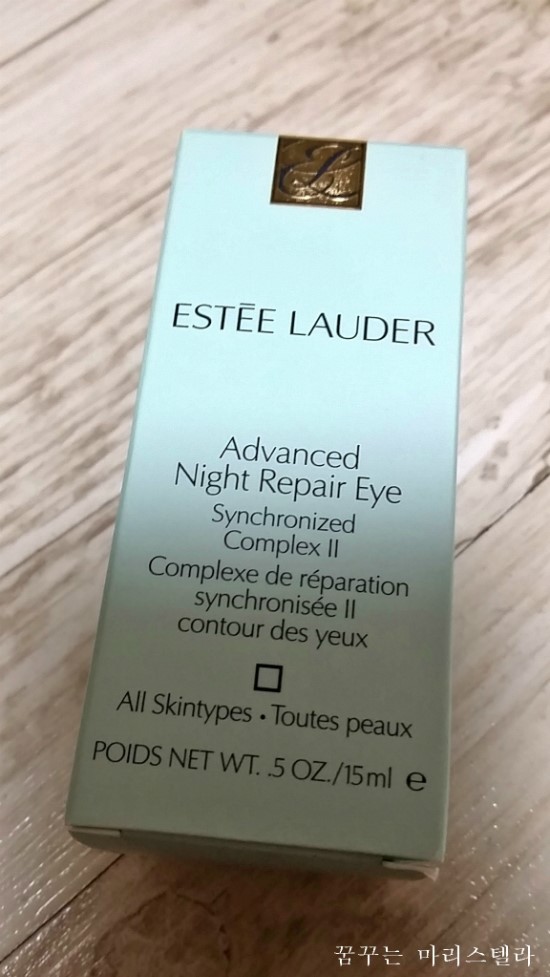 ESTĒE LAUDER
Advanced
Night Repair Eye
Synchronized
Complex II
Complexe de réparation
synchronisée II
contour des yeux
All Skintypes • Toutes peaux
POIDS NET WT. .5 OZ./15ml ℮
꿈꾸는 마리스텔라